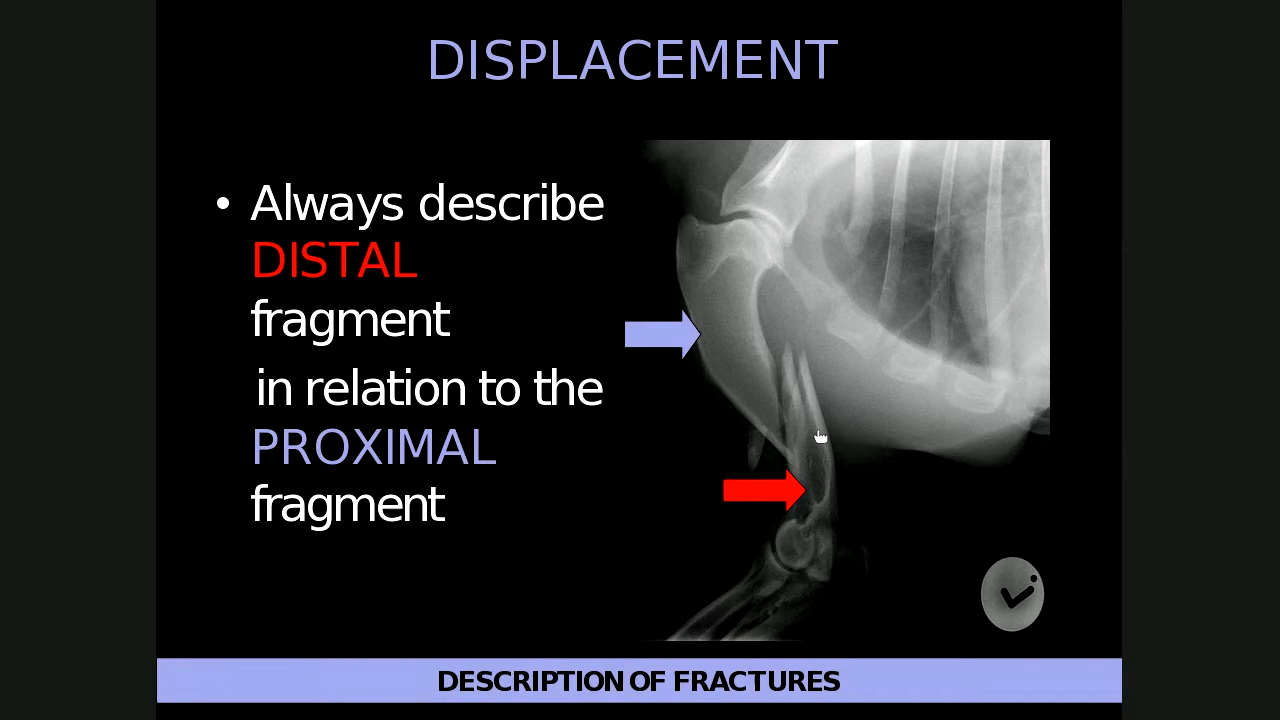 DISPLACEMENT
• Always describe
DISTAL
fragment
in relation to the
PROXIMAL
fragment
DESCRIPTION OF FRACTURES